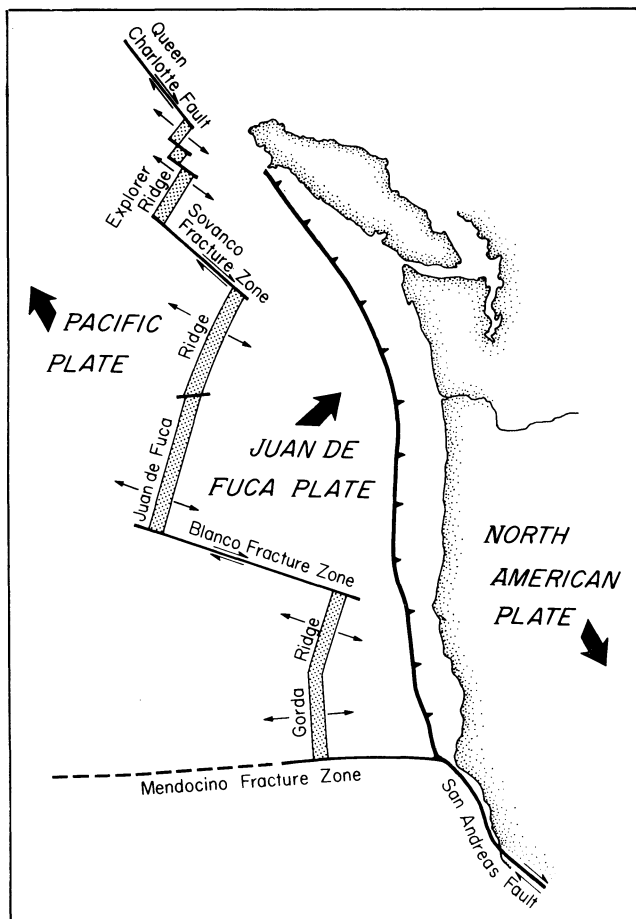 Queen
Charlotte Fault
Explorer
Ridge
Sovanco
Fracture Zone
PACIFIC
PLATE
Ridge
Juan de Fuca
JUAN DE
FUCA PLATE
Blanco Fracture Zone
NORTH
AMERICAN
PLATE
Ridge
Gorda
Mendocino Fracture Zone
San Andreas Fault